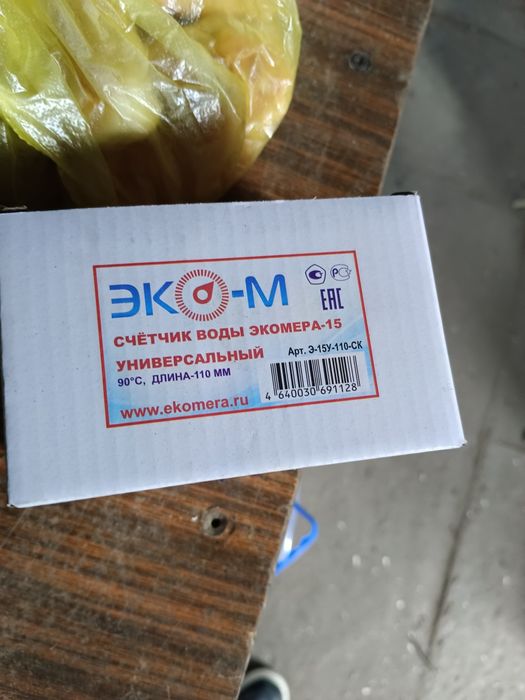 ЭКО-М
РСТ
ЕАС
СЧЁТЧИК ВОДЫ ЭКОМЕРА-15
УНИВЕРСАЛЬНЫЙ
Арт. Э-15У-110-СК
90°С, ДЛИНА-110 ММ
4 640030 691128
www.ekomera.ru